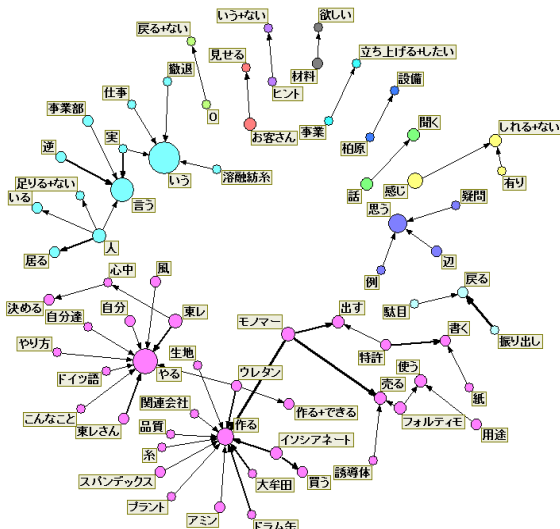 戻る+ない
いう+ない
欲しい
見せる
材料
立ち上げる+したい
撤退
ヒント
設備
仕事
O
お客さん
事業
事業部
柏原
聞く
しれる+ない
逆
実
いう
溶融紡糸
話
感じ
有り
足りる+ない
言う
いる
思う
疑問
人
居る
例
辺
心中
風
戻る
決める
自分
東レ
モノマー
出す
駄目
自分達
特許
書く
振り出し
やり方
生地
やる
ウレタン
使う
ドイツ語
売る
紙
関連会社
作る+できる
こんなこと
品質
作る
フォルティモ
東レさん
イソシアネート
用途
糸
誘導体
スパンデックス
大牟田
買う
プラント
アミン
ドラム缶